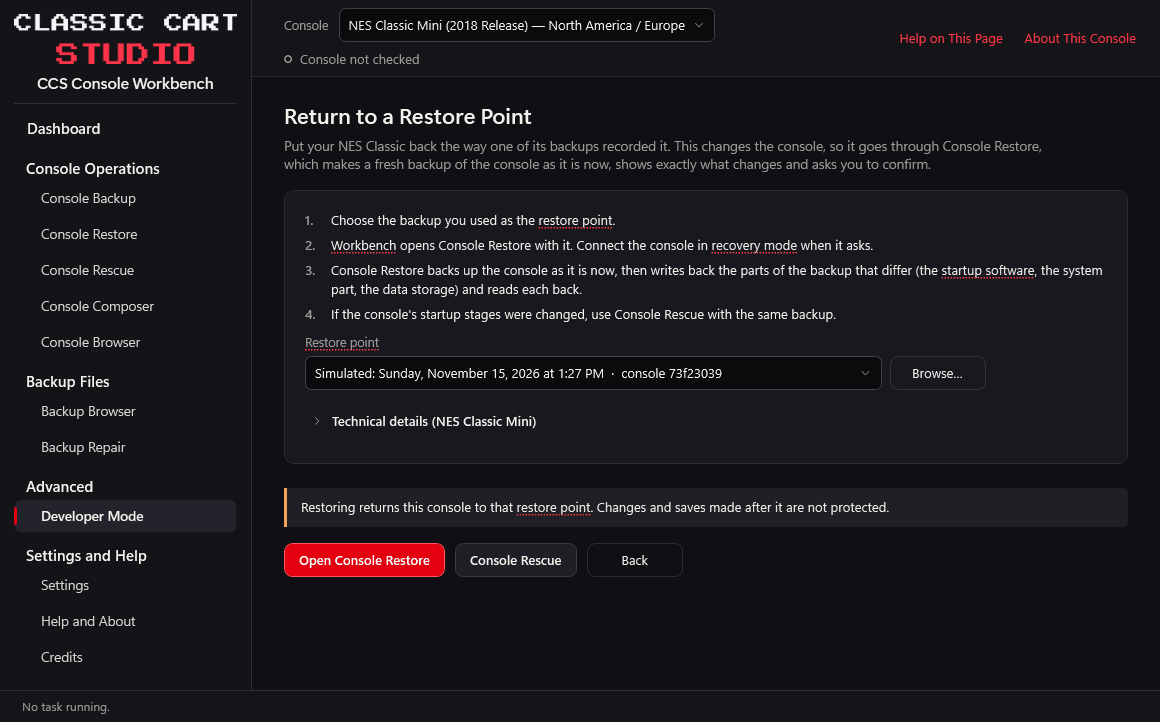 CLASSIC CART
STUDIO
CCS Console Workbench
Dashboard
Console Operations
Console Backup
Console Restore
Console Rescue
Console Composer
Console Browser
Backup Files
Backup Browser
Backup Repair
Advanced
Developer Mode
Settings and Help
Settings
Help and About
Credits
Console
NES Classic Mini (2018 Release) — North America / Europe
Console not checked
Help on This Page
About This Console
Return to a Restore Point
Put your NES Classic back the way one of its backups recorded it. This changes the console, so it goes through Console Restore,
which makes a fresh backup of the console as it is now, shows exactly what changes and asks you to confirm.
1. Choose the backup you used as the restore point.
2. Workbench opens Console Restore with it. Connect the console in recovery mode when it asks.
3. Console Restore backs up the console as it is now, then writes back the parts of the backup that differ (the startup software, the system
part, the data storage) and reads each back.
4. If the console's startup stages were changed, use Console Rescue with the same backup.
Restore point
Simulated: Sunday, November 15, 2026 at 1:27 PM · console 73f23039
Browse...
Technical details (NES Classic Mini)
Restoring returns this console to that restore point. Changes and saves made after it are not protected.
Open Console Restore
Console Rescue
Back
No task running.